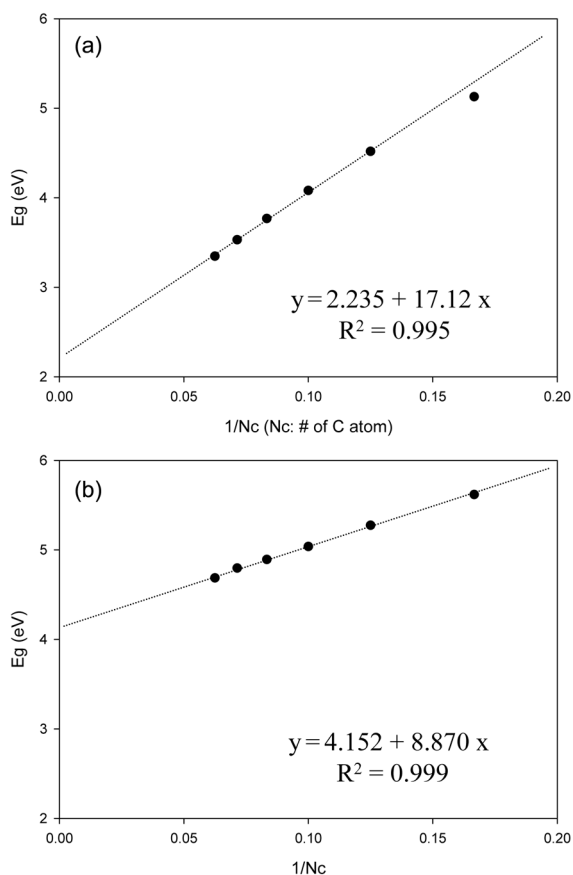 (a)
6
5
4
3
2
Eg (eV)
y = 2.235 + 17.12 x
R² = 0.995
0.00 0.05 0.10 0.15 0.20
1/Nc (Nc: # of C atom)
(b)
6
5
4
3
2
Eg (eV)
y = 4.152 + 8.870 x
R² = 0.999
0.00 0.05 0.10 0.15 0.20
1/Nc